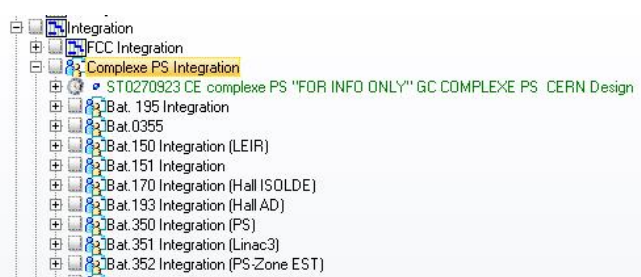 Integration
FCC Integration
Complexe PS Integration
ST0270923 CE complexe PS "FOR INFO ONLY" GC COMPLEXE PS CERN Design
Bat. 195 Integration
Bat.0355
Bat.150 Integration (LEIR)
Bat.151 Integration
Bat.170 Integration (Hall ISOLDE)
Bat.193 Integration (Hall AD)
Bat.350 Integration (PS)
Bat.351 Integration (Linac3)
Bat.352 Integration (PS-Zone EST)